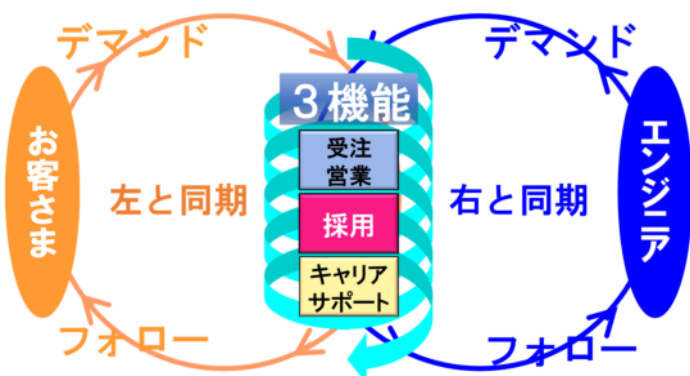 デマンド
デマンド
3機能
お客さま
エンジニア
受注
営業
左と同期
採用
右と同期
キャリア
サポート
フォロー
フォロー